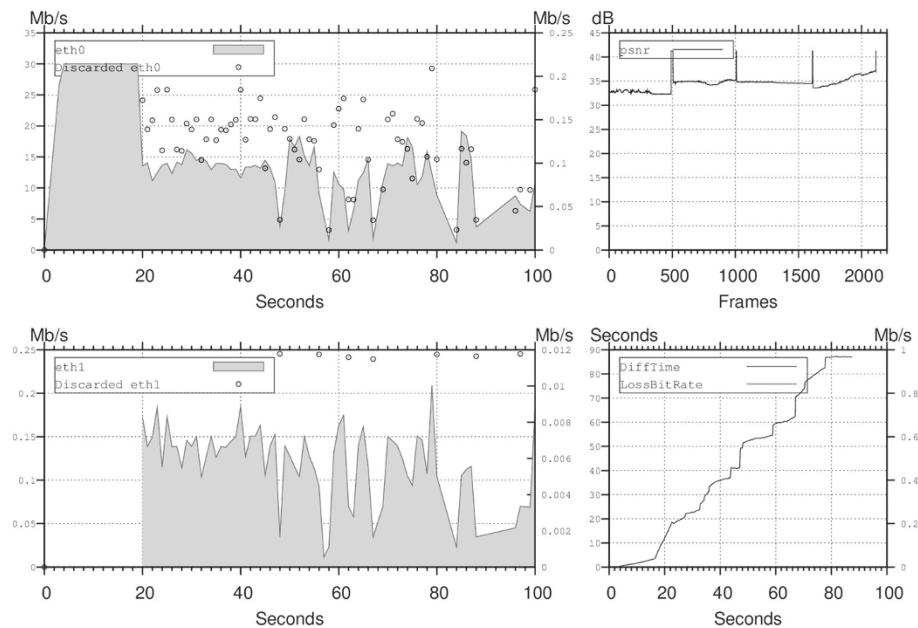 Mb/s Mb/s
35 0.25
eth0
Discarded eth0
30
0.2
25
20 0.15
15
0.1
10
0.05
5
0 0
0 20 40 60 80 100
Seconds
dB
45
psnr
40
35
30
25
20
15
10
5
0
0 500 1000 1500 2000
Frames
Mb/s Mb/s
0.25 0.012
eth1
Discarded eth1
0.01
0.2
0.008
0.15
0.006
0.1
0.004
0.05
0.002
0 0
0 20 40 60 80 100
Seconds
Seconds Mb/s
90 1
DiffTime
LossBitRate
80
0.8
70
60
0.6
50
40
0.4
30
20
0.2
10
0 0
0 20 40 60 80 100
Seconds